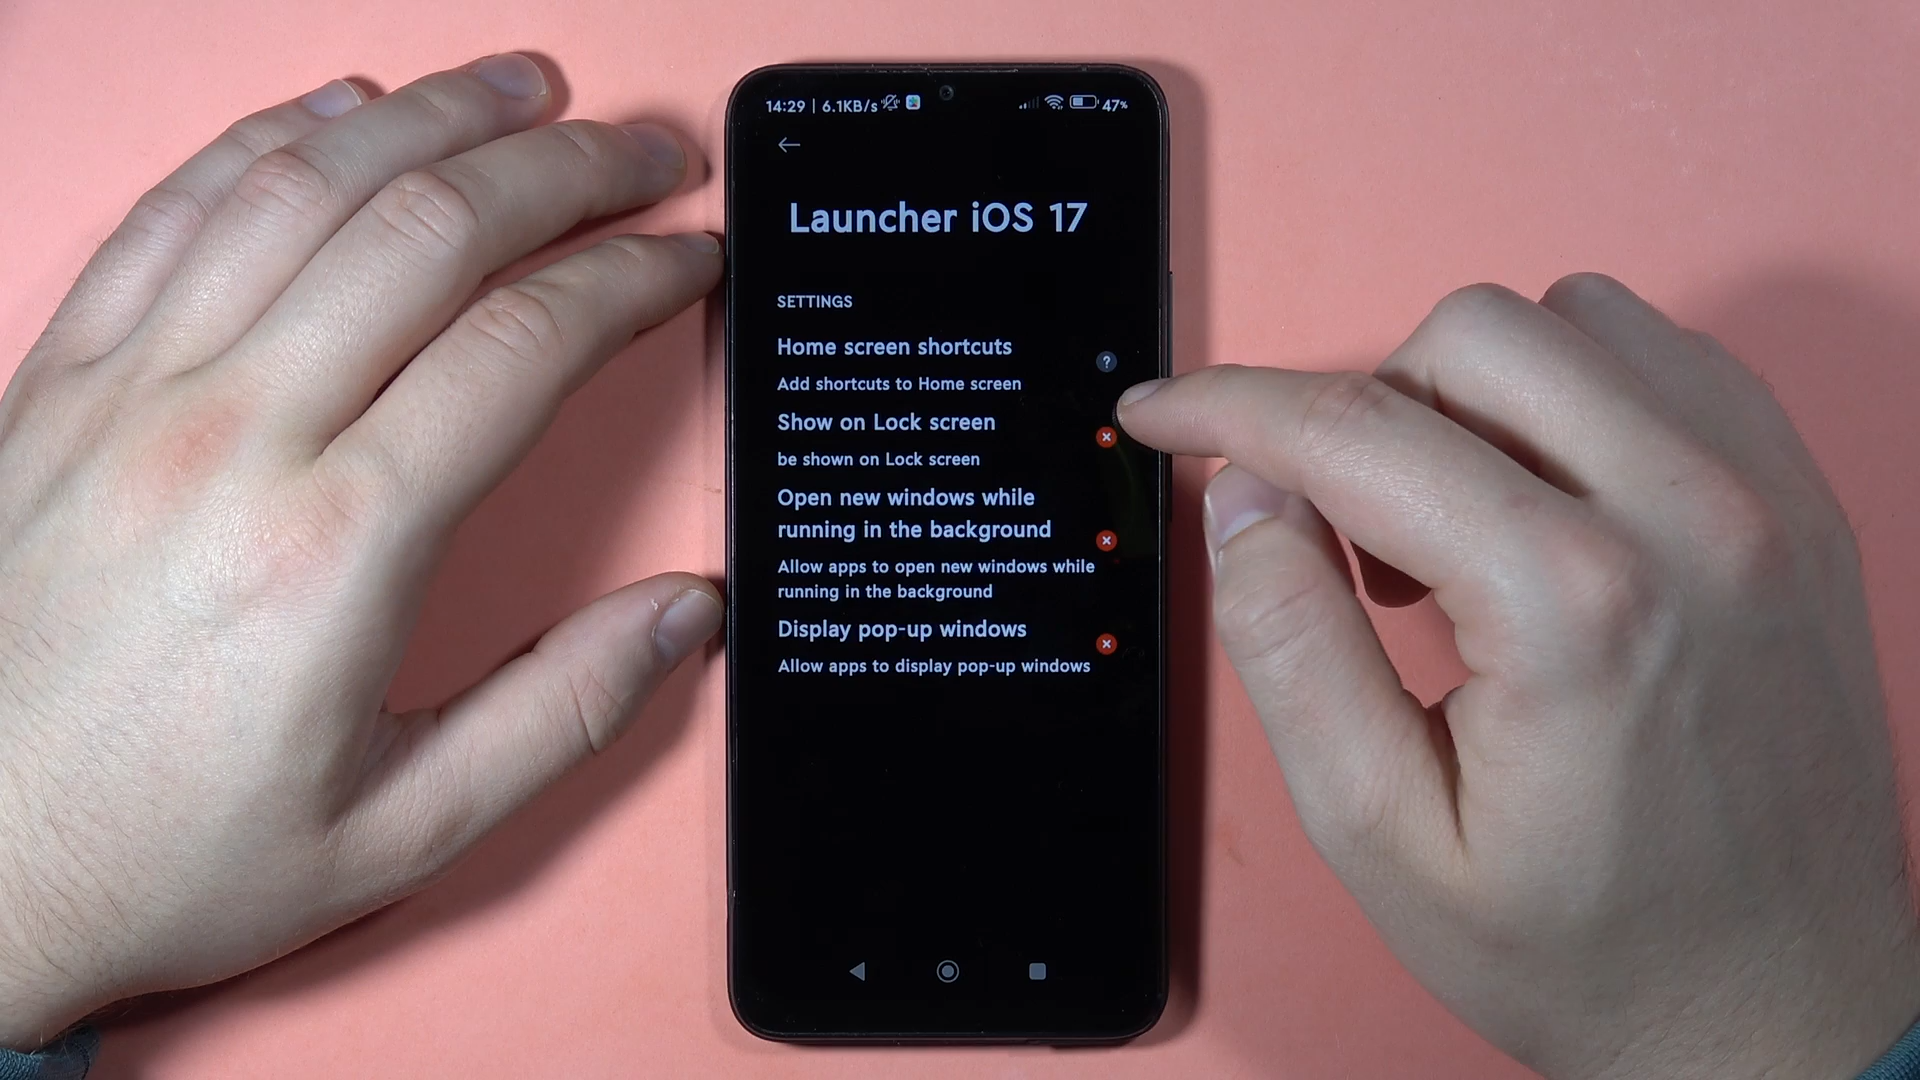 14:29 | 6.1KB/s 47%
Launcher iOS 17
SETTINGS
Home screen shortcuts
?
Add shortcuts to Home screen
Show on Lock screen
be shown on Lock screen
Open new windows while
running in the background
Allow apps to open new windows while
running in the background
Display pop-up windows
Allow apps to display pop-up windows